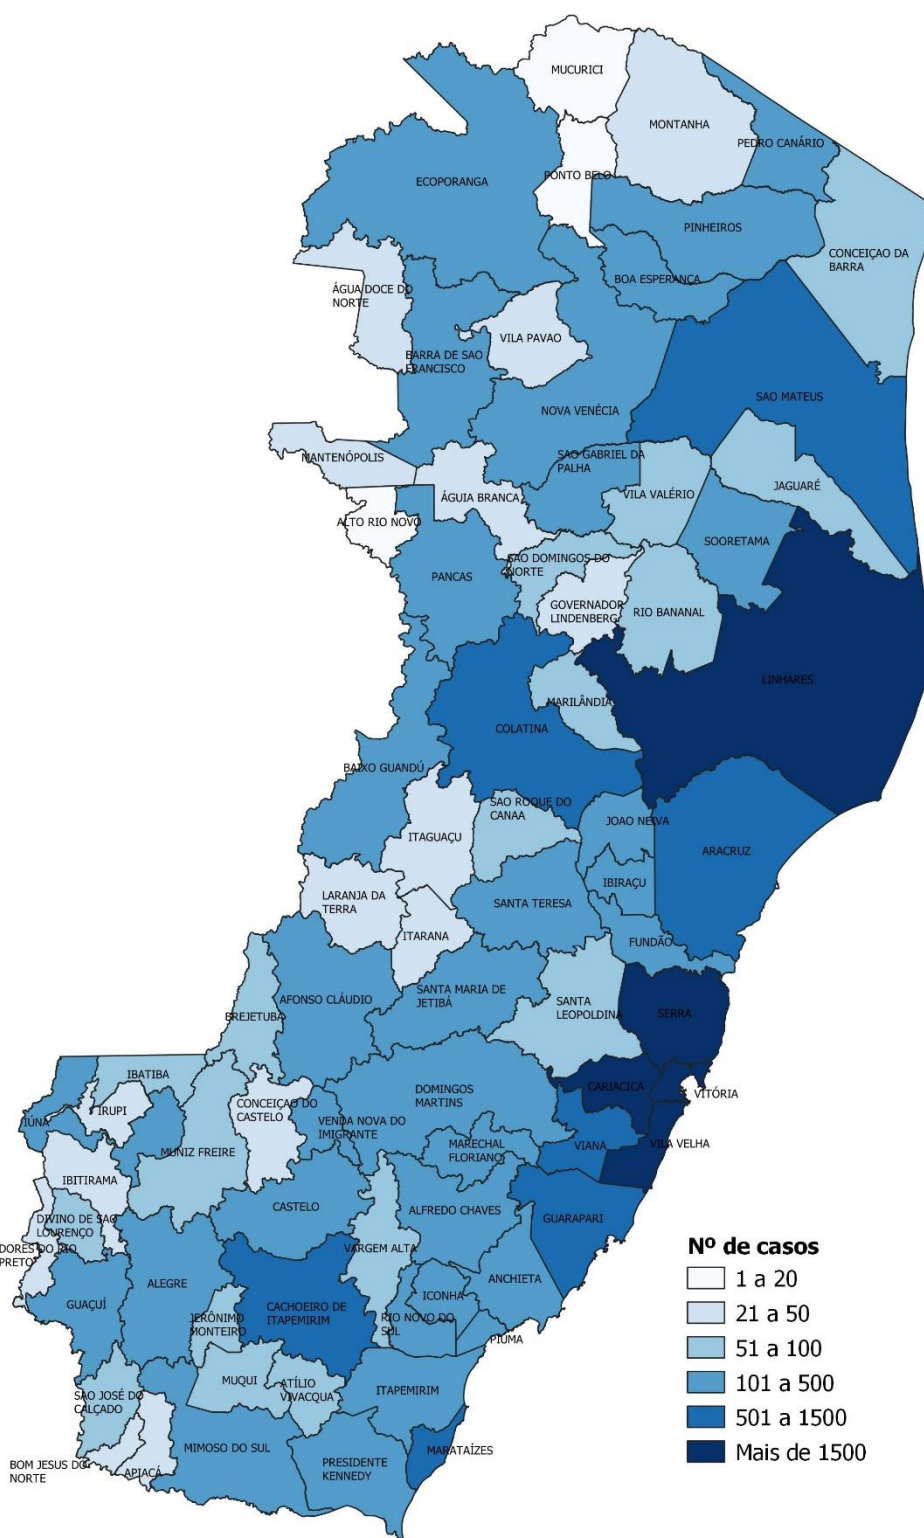 MUCURICI
MONTANHA
PEDRO CANÁRIO
PONTO BELO
ECOPORANGA
PINHEIROS
CONCEIÇAO DA
BARRA
BOA ESPERANÇA
ÁGUA DOCE DO
NORTE
VILA PAVAO
BARRA DE SAO
FRANCISCO
SAO MATEUS
NOVA VENÉCIA
MANTENÓPOLIS
SAO GABRIEL DA
PALHA
JAGUARÉ
ÁGUIA BRANCA
VILA VALÉRIO
ALTO RIO NOVO
SOORETAMA
SAO DOMINGOS DO
NORTE
PANCAS
GOVERNADOR
LINDENBERG
RIO BANANAL
LINHARES
MARILÂNDIA
COLATINA
BAIXO GUANDÚ
SAO ROQUE DO
CANAA
JOAO NEIVA
ITAGUAÇU
ARACRUZ
IBIRAÇU
LARANJA DA
TERRA
SANTA TERESA
ITARANA
FUNDÃO
SANTA MARIA DE
JETIBÁ
AFONSO CLÁUDIO
SANTA
LEOPOLDINA
BREJETUBA
SERRA
IBATIBA
DOMINGOS
MARTINS
CARIACICA
VITÓRIA
CONCEIÇAO DO
CASTELO
IRUPI
IÚNA
VENDA NOVA DO
IMIGRANTE
MARECHAL
FLORIANO
VIANA
VILA VELHA
MUNIZ FREIRE
IBITIRAMA
CASTELO
ALFREDO CHAVES
GUARAPARI
DIVINO DE SAO
LOURENÇO
DORES DO RIO
PRETO
VARGEM ALTA
ANCHIETA
ALEGRE
ICONHA
GUAÇUÍ
CACHOEIRO DE
ITAPEMIRIM
JERÔNIMO
MONTEIRO
RIO NOVO DO
SUL
PIUMA
MUQUI
ATÍLIO
VIVACQUA
ITAPEMIRIM
SAO JOSÉ DO
CALÇADO
MIMOSO DO SUL
MARATAÍZES
PRESIDENTE
KENNEDY
BOM JESUS DO
NORTE
APIACÁ
Nº de casos
1 a 20
21 a 50
51 a 100
101 a 500
501 a 1500
Mais de 1500